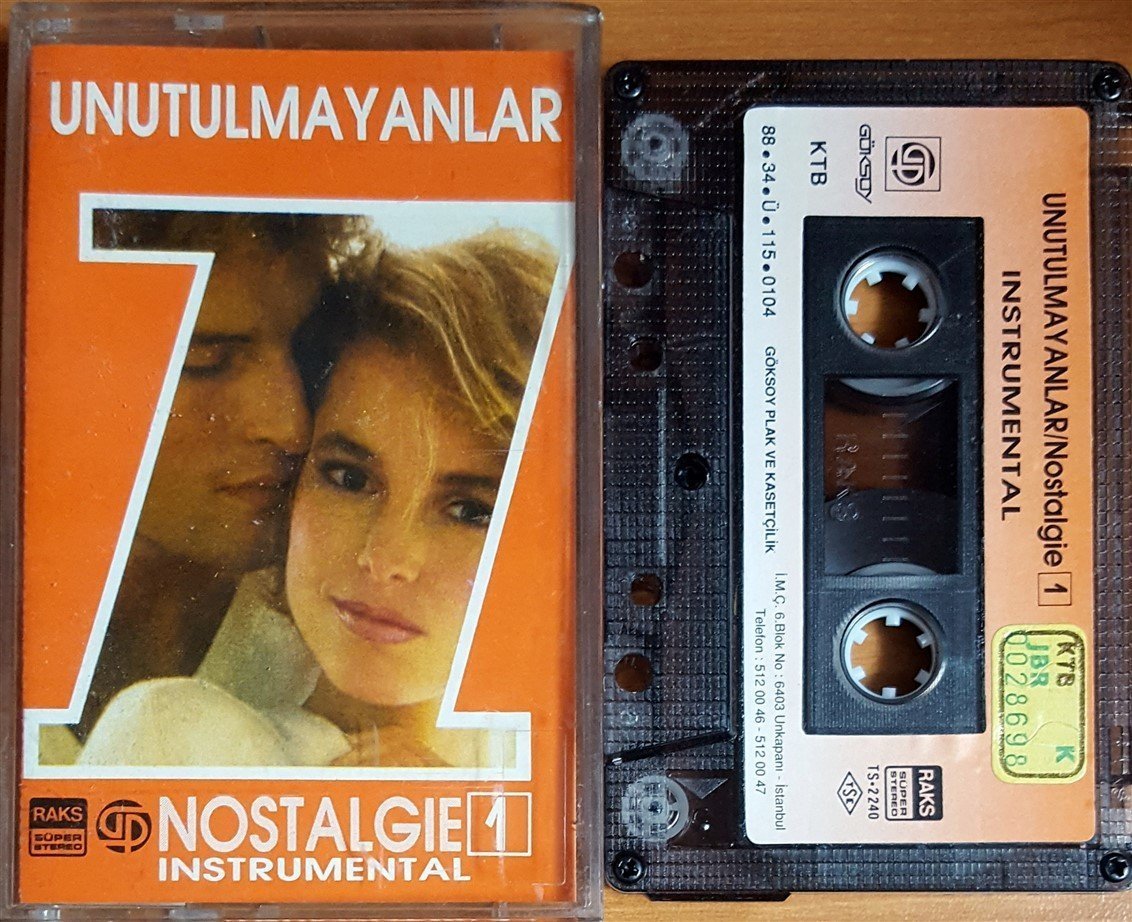 UNUTULMAYANLAR
RAKS
SÜPER
STEREO
NOSTALGIE 1
INSTRUMENTAL
UNUTULMAYANLAR/Nostalgie 1
INSTRUMENTAL
GÖKSOY
KTB
88•34•Ü•115•0104
GÖKSOY PLAK VE KASETÇİLİK
İ.M.Ç. 6.Blok No : 6403 Unkapanı - İstanbul
Telefon : 512 00 46 - 512 00 47
RAKS
SÜPER
STEREO
TS•2240
TSE
KTB K
JBR
0028698
RAKS